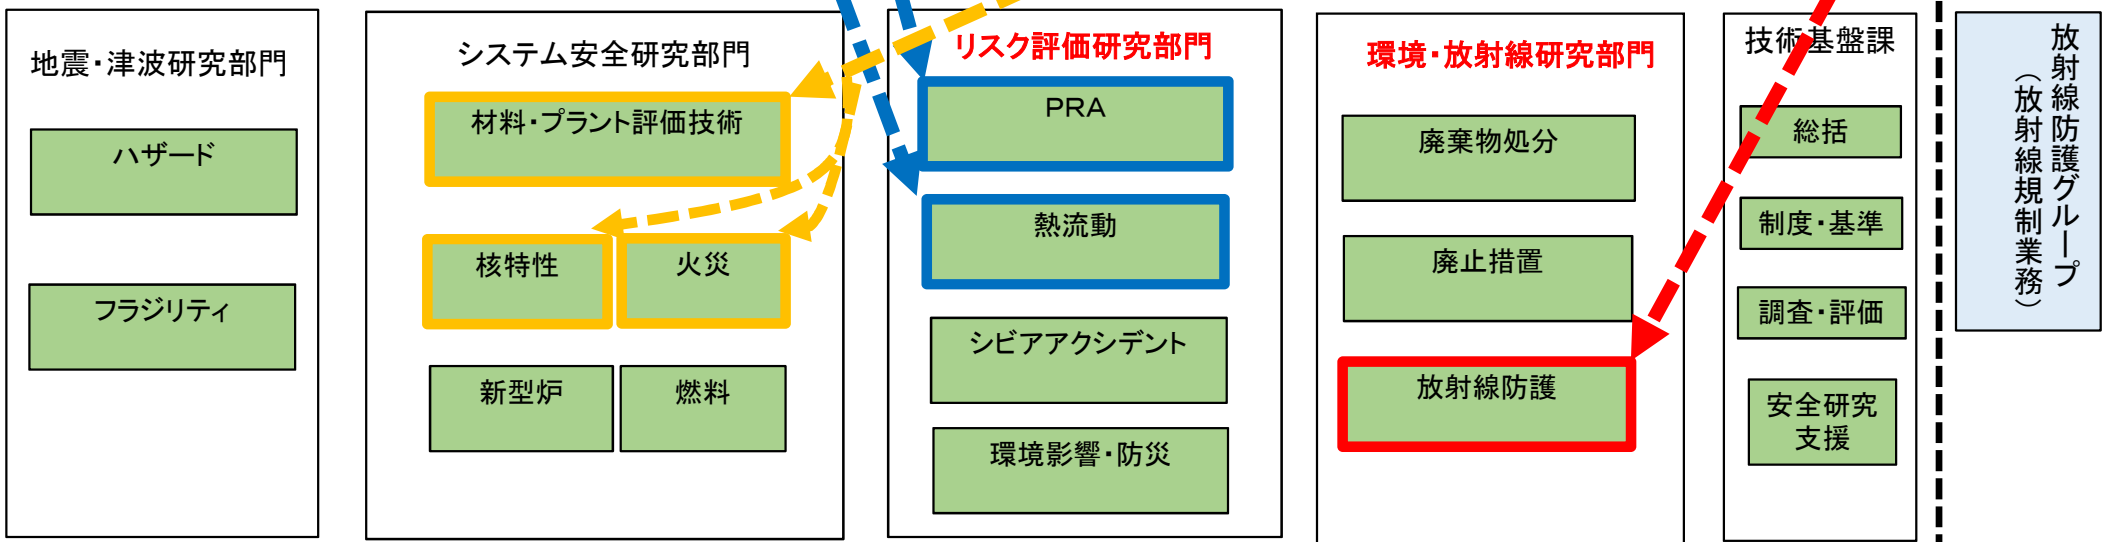 地震・津波研究部門
ハザード
フラジリティ
システム安全研究部門
材料・プラント評価技術
核特性
火災
新型炉
燃料
リスク評価研究部門
PRA
熱流動
シビアアクシデント
環境影響・防災
環境・放射線研究部門
廃棄物処分
廃止措置
放射線防護
技術基盤課
総括
制度・基準
調査・評価
安全研究
支援
放射線防護グループ
（放射線規制業務）